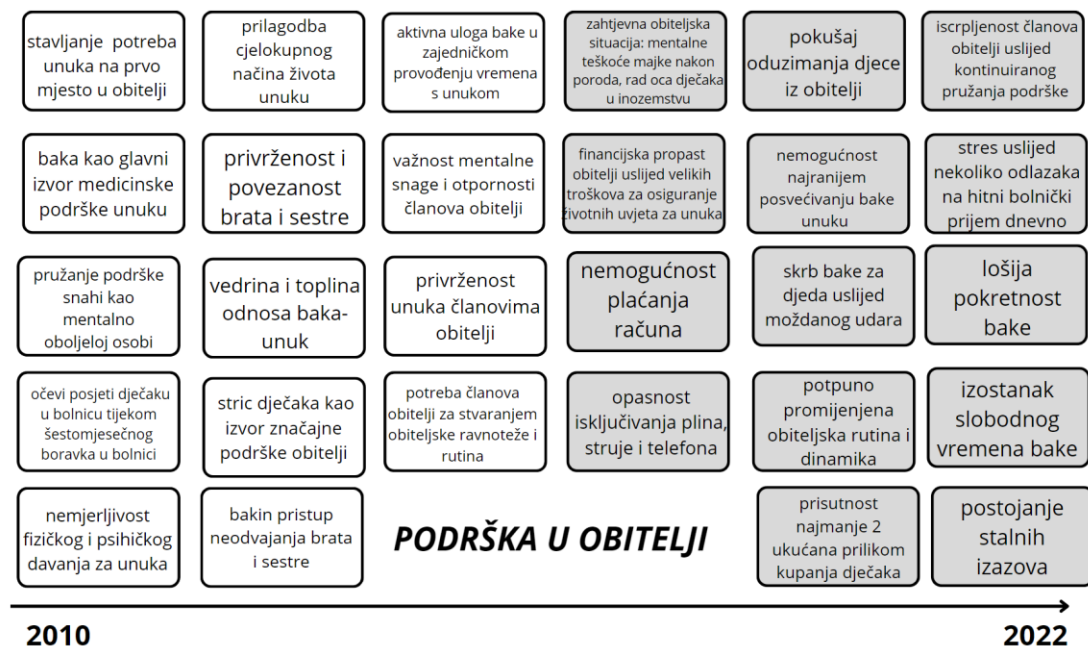 stavljanje potreba
unuka na prvo
mjesto u obitelji
prilagodba
cjelokupnog
načina života
unuku
aktivna uloga bake u
zajedničkom
provođenju vremena
s unukom
zahtjevna obiteljska
situacija: mentalne
teškoće majke nakon
poroda, rad oca dječaka
u inozemstvu
pokušaj
oduzimanja djece
iz obitelji
iscrpljenost članova
obitelji uslijed
kontinuiranog
pružanja podrške
baka kao glavni
izvor medicinske
podrške unuku
privrženost i
povezanost
brata i sestre
važnost mentalne
snage i otpornosti
članova obitelji
financijska propast
obitelji uslijed velikih
troškova za osiguranje
životnih uvjeta za unuka
nemogućnost
najranijem
posvećivanju bake
unuku
stres uslijed
nekoliko odlazaka
na hitni bolnički
prijem dnevno
pružanje podrške
snahi kao
mentalno
oboljeloj osobi
vedrina i toplina
odnosa baka-
unuk
privrženost
unuka članovima
obitelji
nemogućnost
plaćanja
računa
skrb bake za
djeda uslijed
moždanog udara
lošija
pokretnost
bake
očevi posjeti dječaku
u bolnicu tijekom
šestomjesečnog
boravka u bolnici
stric dječaka kao
izvor značajne
podrške obitelji
potreba članova
obitelji za stvaranjem
obiteljske ravnoteže i
rutina
opasnost
isključivanja plina,
struje i telefona
potpuno
promijenjena
obiteljska rutina i
dinamika
izostanak
slobodnog
vremena bake
nemjerljivost
fizičkog i psihičkog
davanja za unuka
bakin pristup
neodvajanja brata
i sestre
PODRŠKA U OBITELJI
prisutnost
najmanje 2
ukućana prilikom
kupanja dječaka
postojanje
stalnih
izazova
2010
2022